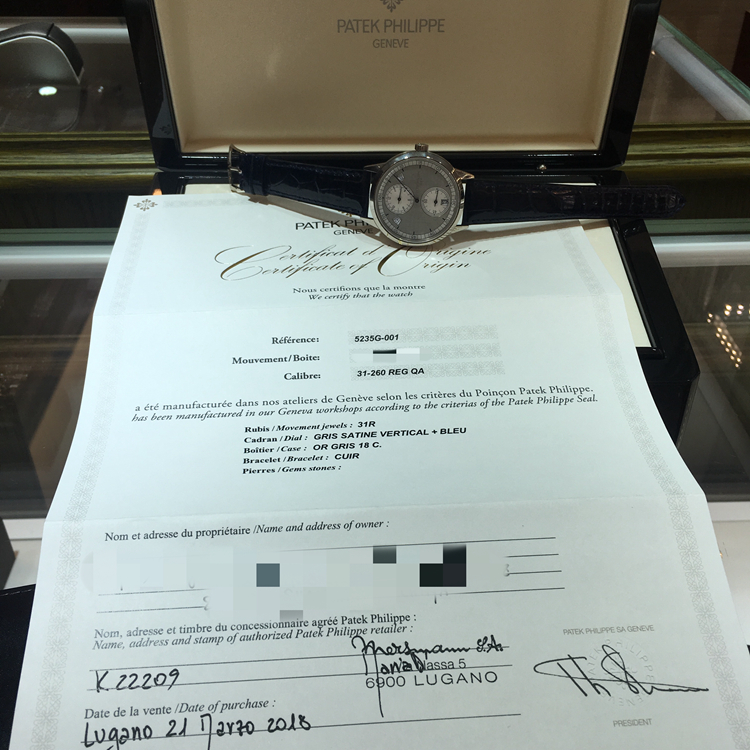 PATEK PHILIPPE
GENEVE
PATEK PH
GENEVE
Certificat d'Origine
Certificate of Origin
Nous certifions que la montre
We certify that the watch
Référence: 5235G-001
Mouvement/Boite:
Calibre: 31-260 REG QA
a été manufacturée dans nos ateliers de Genève selon les critères du Poinçon Patek Philippe.
has been manufactured in our Geneva workshops according to the criterias of the Patek Philippe Seal.
Rubis/Movement jewels : 31R
Cadran/Dial : GRIS SATINE VERTICAL + BLEU
Boîtier/Case : OR GRIS 18 C.
Bracelet/Bracelet : CUIR
Pierres/Gems stones :
Nom et adresse du propriétaire /Name and address of owner :
Nom, adresse et timbre du concessionnaire agréé Patek Philippe :
Name, address and stamp of authorized Patek Philippe retailer :
PATEK PHILIPPE SA GENEVE
K 22209
Nassa 5
6900 LUGANO
Date de la vente /Date of purchase :
Lugano 21 Marzo 2018
PRESIDENT